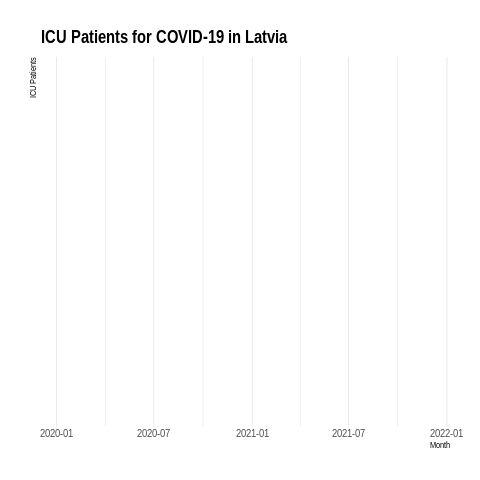 ICU Patients for COVID-19 in Latvia
ICU Patients
2020-01 2020-07 2021-01 2021-07 2022-01
Month